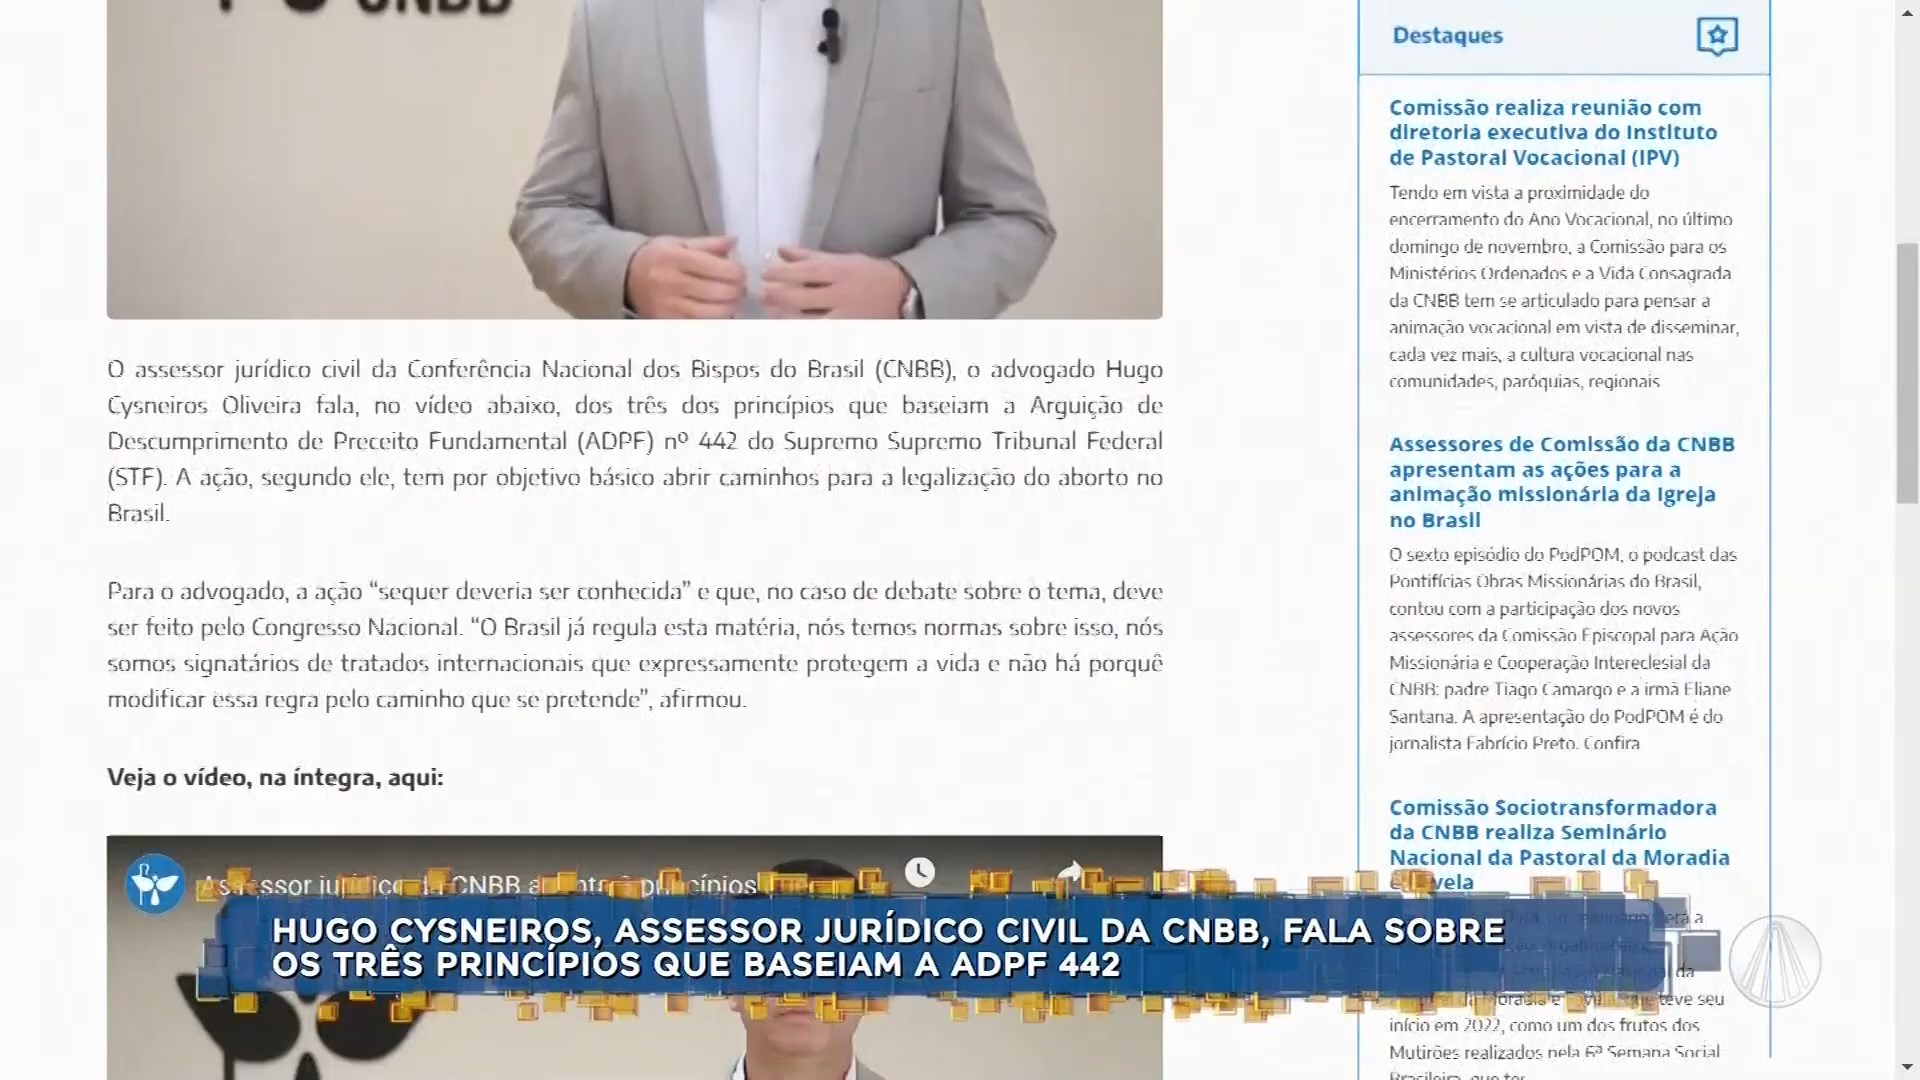 CNBB
O assessor jurídico civil da Conferência Nacional dos Bispos do Brasil (CNBB), o advogado Hugo
Cysneiros Oliveira fala, no vídeo abaixo, dos três dos princípios que baseiam a Arguição de
Descumprimento de Preceito Fundamental (ADPF) nº 442 do Supremo Supremo Tribunal Federal
(STF). A ação, segundo ele, tem por objetivo básico abrir caminhos para a legalização do aborto no
Brasil.
Para o advogado, a ação “sequer deveria ser conhecida” e que, no caso de debate sobre o tema, deve
ser feito pelo Congresso Nacional. “O Brasil já regula esta matéria, nós temos normas sobre isso, nós
somos signatários de tratados internacionais que expressamente protegem a vida e não há porquê
modificar essa regra pelo caminho que se pretende”, afirmou.
Veja o vídeo, na íntegra, aqui:
Assessor jurídico da CNBB princípios
HUGO CYSNEIROS, ASSESSOR JURÍDICO CIVIL DA CNBB, FALA SOBRE
OS TRÊS PRINCÍPIOS QUE BASEIAM A ADPF 442
Destaques
Comissão realiza reunião com
diretoria executiva do Instituto
de Pastoral Vocacional (IPV)
Tendo em vista a proximidade do
encerramento do Ano Vocacional, no último
domingo de novembro, a Comissão para os
Ministérios Ordenados e a Vida Consagrada
da CNBB tem se articulado para pensar a
animação vocacional em vista de disseminar,
cada vez mais, a cultura vocacional nas
comunidades, paróquias, regionais
Assessores de Comissão da CNBB
apresentam as ações para a
animação missionária da Igreja
no Brasil
O sexto episódio do PodPOM, o podcast das
Pontifícias Obras Missionárias do Brasil,
contou com a participação dos novos
assessores da Comissão Episcopal para Ação
Missionária e Cooperação Intereclesial da
CNBB: padre Tiago Camargo e a irmã Eliane
Santana. A apresentação do PodPOM é do
jornalista Fabrício Preto. Confira
Comissão Sociotransformadora
da CNBB realiza Seminário
Nacional da Pastoral da Moradia
da
teve seu
início em 2022, como um dos frutos dos
Mutirões realizados pela 6ª Semana Social
Brasileira, que ter